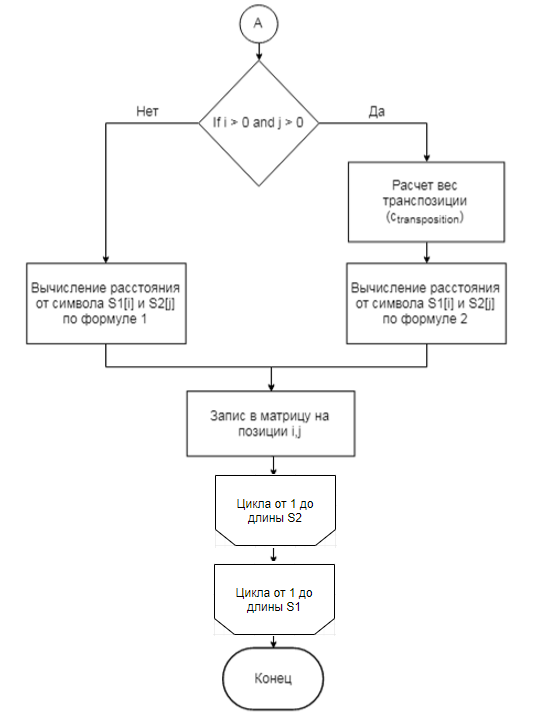 А
If i > 0 and j > 0
Нет
Да
Расчет вес
транспозиции
(ctransposition)
Вычисление расстояния
от символа S1[i] и S2[j]
по формуле 1
Вычисление расстояния
от символа S1[i] и S2[j]
по формуле 2
Запис в матрицу на
позиции i,j
Цикла от 1 до
длины S2
Цикла от 1 до
длины S1
Конец